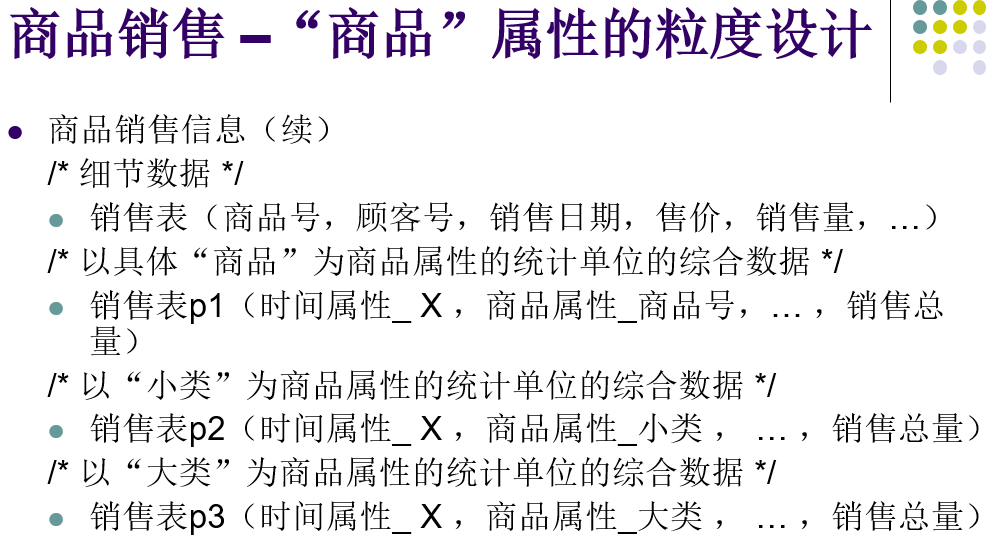 商品销售 – “商品”属性的粒度设计
商品销售信息（续）
/* 细节数据 */
销售表（商品号，顾客号，销售日期，售价，销售量，…）
/* 以具体“商品”为商品属性的统计单位的综合数据 */
销售表p1（时间属性_ X ，商品属性_商品号，… ，销售总
量）
/* 以“小类”为商品属性的统计单位的综合数据 */
销售表p2（时间属性_ X ，商品属性_小类 ， … ，销售总量）
/* 以“大类”为商品属性的统计单位的综合数据 */
销售表p3（时间属性_ X ，商品属性_大类 ， … ，销售总量）